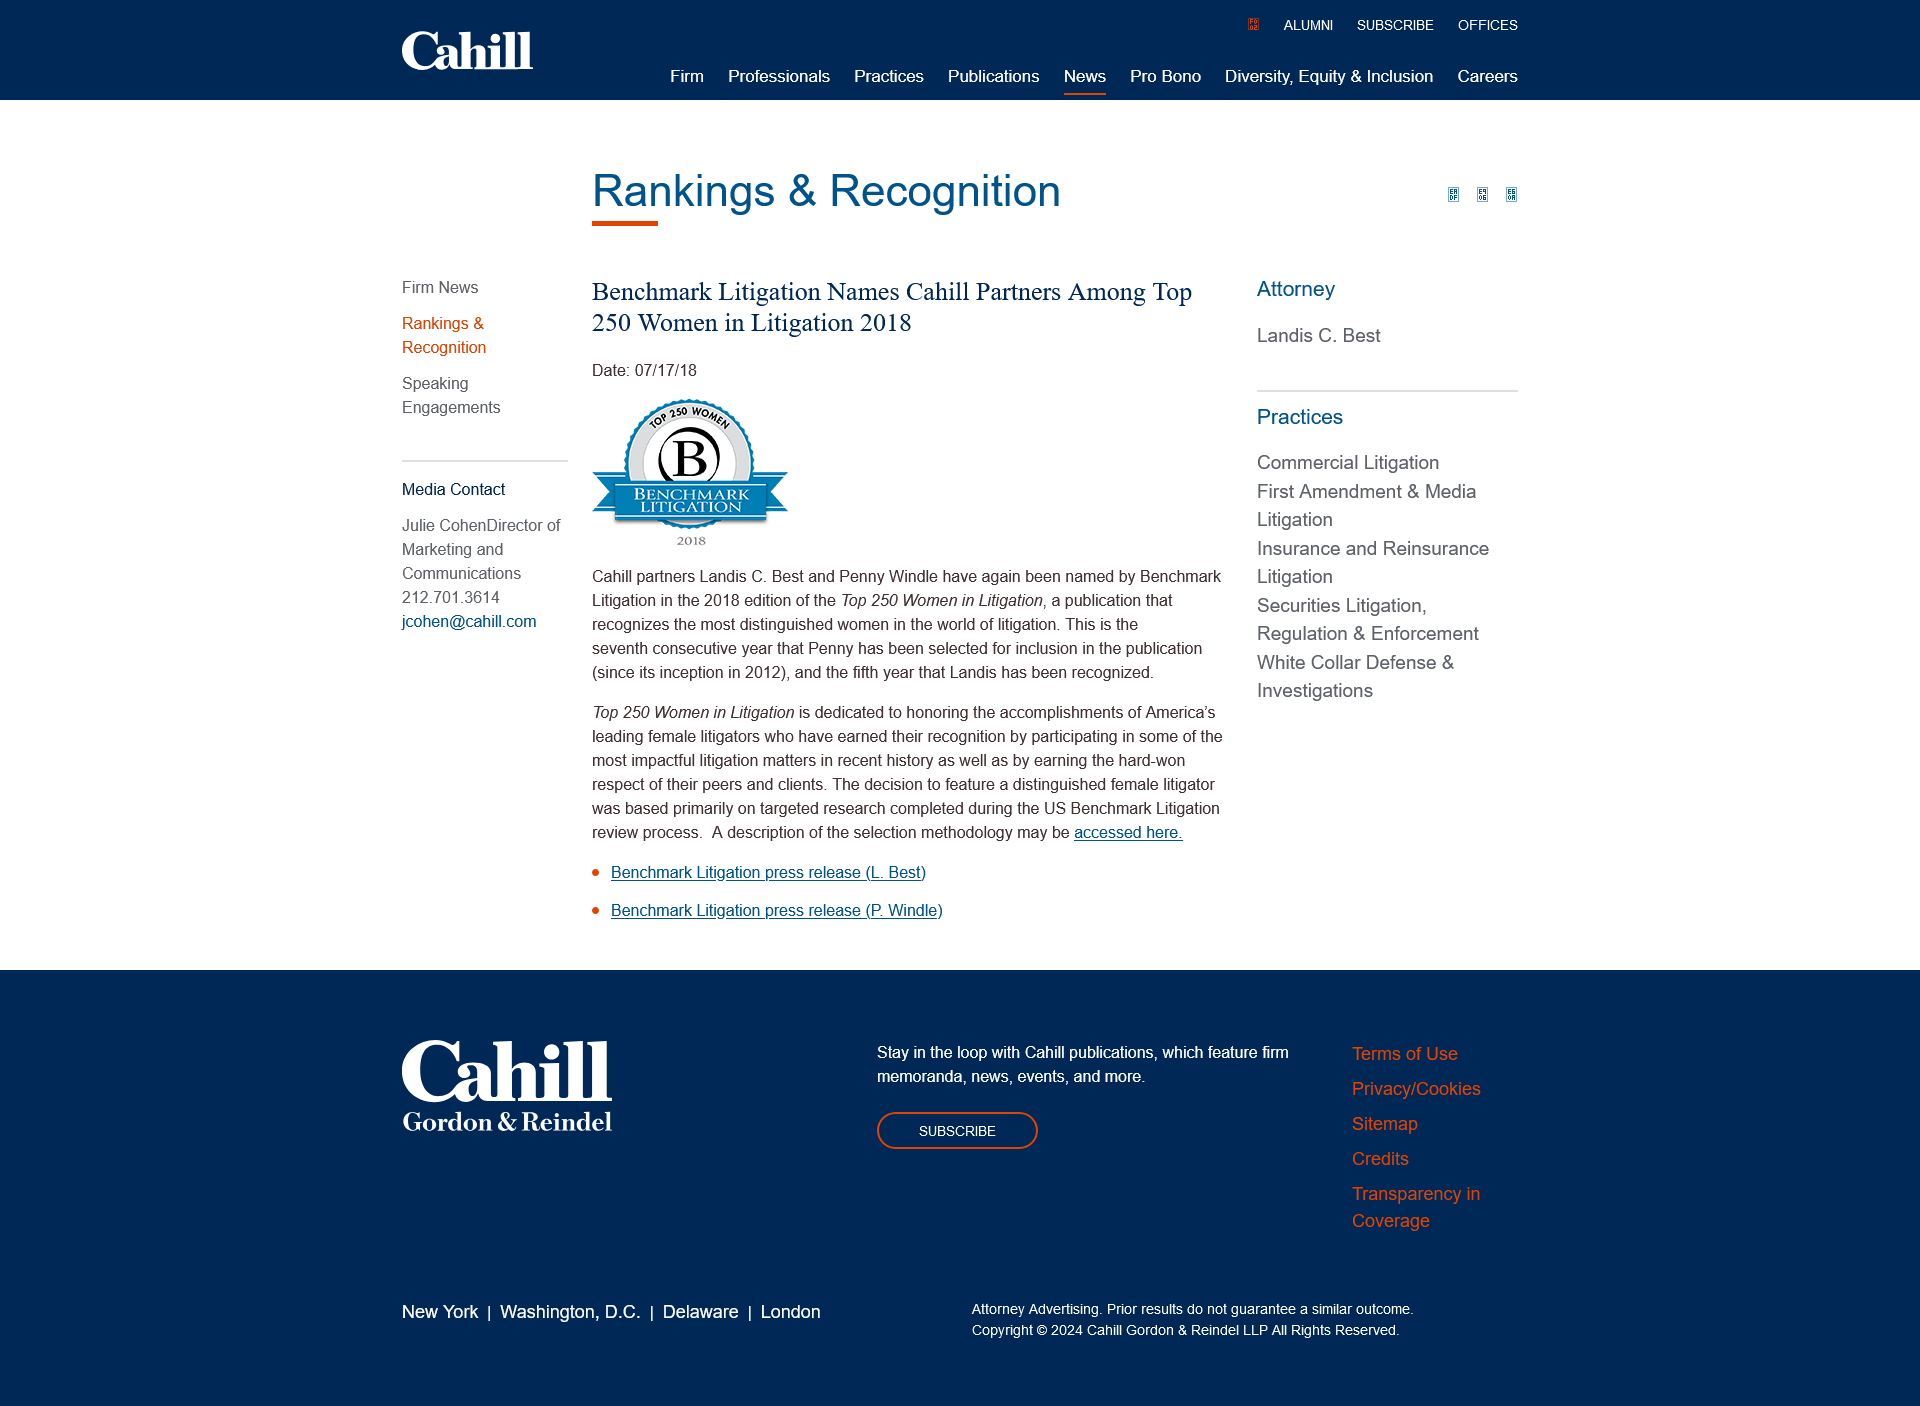 Cahill
ALUMNI SUBSCRIBE OFFICES
Firm Professionals Practices Publications News Pro Bono Diversity, Equity & Inclusion Careers
Rankings & Recognition
Firm News
Rankings &
Recognition
Speaking
Engagements
Media Contact
Julie CohenDirector of
Marketing and
Communications
212.701.3614
jcohen@cahill.com
Benchmark Litigation Names Cahill Partners Among Top
250 Women in Litigation 2018
Date: 07/17/18
TOP 250 WOMEN
B
BENCHMARK
LITIGATION
2018
Cahill partners Landis C. Best and Penny Windle have again been named by Benchmark
Litigation in the 2018 edition of the Top 250 Women in Litigation, a publication that
recognizes the most distinguished women in the world of litigation. This is the
seventh consecutive year that Penny has been selected for inclusion in the publication
(since its inception in 2012), and the fifth year that Landis has been recognized.
Top 250 Women in Litigation is dedicated to honoring the accomplishments of America’s
leading female litigators who have earned their recognition by participating in some of the
most impactful litigation matters in recent history as well as by earning the hard-won
respect of their peers and clients. The decision to feature a distinguished female litigator
was based primarily on targeted research completed during the US Benchmark Litigation
review process.  A description of the selection methodology may be accessed here.
Benchmark Litigation press release (L. Best)
Benchmark Litigation press release (P. Windle)
Attorney
Landis C. Best
Practices
Commercial Litigation
First Amendment & Media
Litigation
Insurance and Reinsurance
Litigation
Securities Litigation,
Regulation & Enforcement
White Collar Defense &
Investigations
Cahill
Gordon & Reindel
Stay in the loop with Cahill publications, which feature firm
memoranda, news, events, and more.
SUBSCRIBE
Terms of Use
Privacy/Cookies
Sitemap
Credits
Transparency in
Coverage
New York | Washington, D.C. | Delaware | London
Attorney Advertising. Prior results do not guarantee a similar outcome.
Copyright © 2024 Cahill Gordon & Reindel LLP All Rights Reserved.